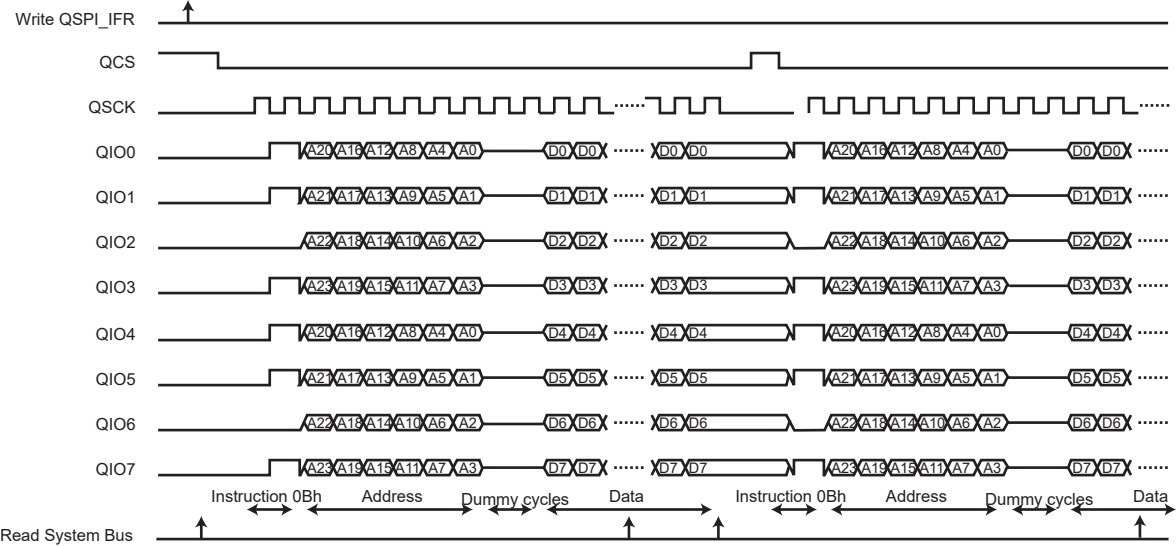 Write QSPI_IFR
QCS
QSCK
QIO0 A20 A16 A12 A8 A4 A0 D0 D0 D0 D0 A20 A16 A12 A8 A4 A0 D0 D0
QIO1 A21 A17 A13 A9 A5 A1 D1 D1 D1 D1 A21 A17 A13 A9 A5 A1 D1 D1
QIO2 A22 A18 A14 A10 A6 A2 D2 D2 D2 D2 A22 A18 A14 A10 A6 A2 D2 D2
QIO3 A23 A19 A15 A11 A7 A3 D3 D3 D3 D3 A23 A19 A15 A11 A7 A3 D3 D3
QIO4 A20 A16 A12 A8 A4 A0 D4 D4 D4 D4 A20 A16 A12 A8 A4 A0 D4 D4
QIO5 A21 A17 A13 A9 A5 A1 D5 D5 D5 D5 A21 A17 A13 A9 A5 A1 D5 D5
QIO6 A22 A18 A14 A10 A6 A2 D6 D6 D6 D6 A22 A18 A14 A10 A6 A2 D6 D6
QIO7 A23 A19 A15 A11 A7 A3 D7 D7 D7 D7 A23 A19 A15 A11 A7 A3 D7 D7
Instruction 0Bh Address Dummy cycles Data Instruction 0Bh Address Dummy cycles Data
Read System Bus